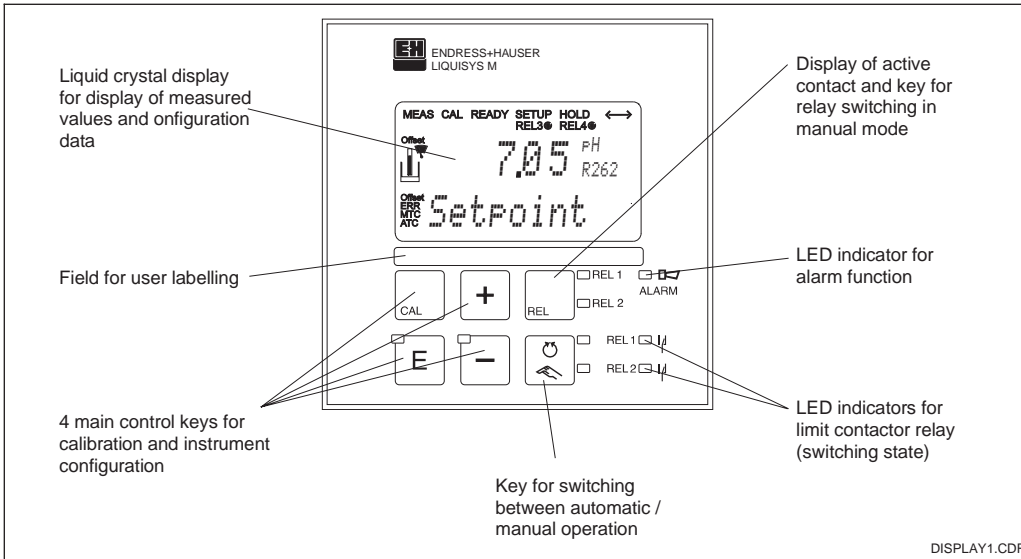 E+H
ENDRESS+HAUSER
LIQUISYS M
Liquid crystal display
for display of measured
values and onfiguration
data
Display of active
contact and key for
relay switching in
manual mode
MEAS CAL READY SETUP HOLD
REL3 REL4
Offset
7.05 pH
R262
Offset
ERR
MTC
ATC
Setpoint
Field for user labelling
LED indicator for
alarm function
CAL
+
REL
REL 1
ALARM
REL 2
E
−
REL 1
REL 2
4 main control keys for
calibration and instrument
configuration
LED indicators for
limit contactor relay
(switching state)
Key for switching
between automatic /
manual operation
DISPLAY1.CDR